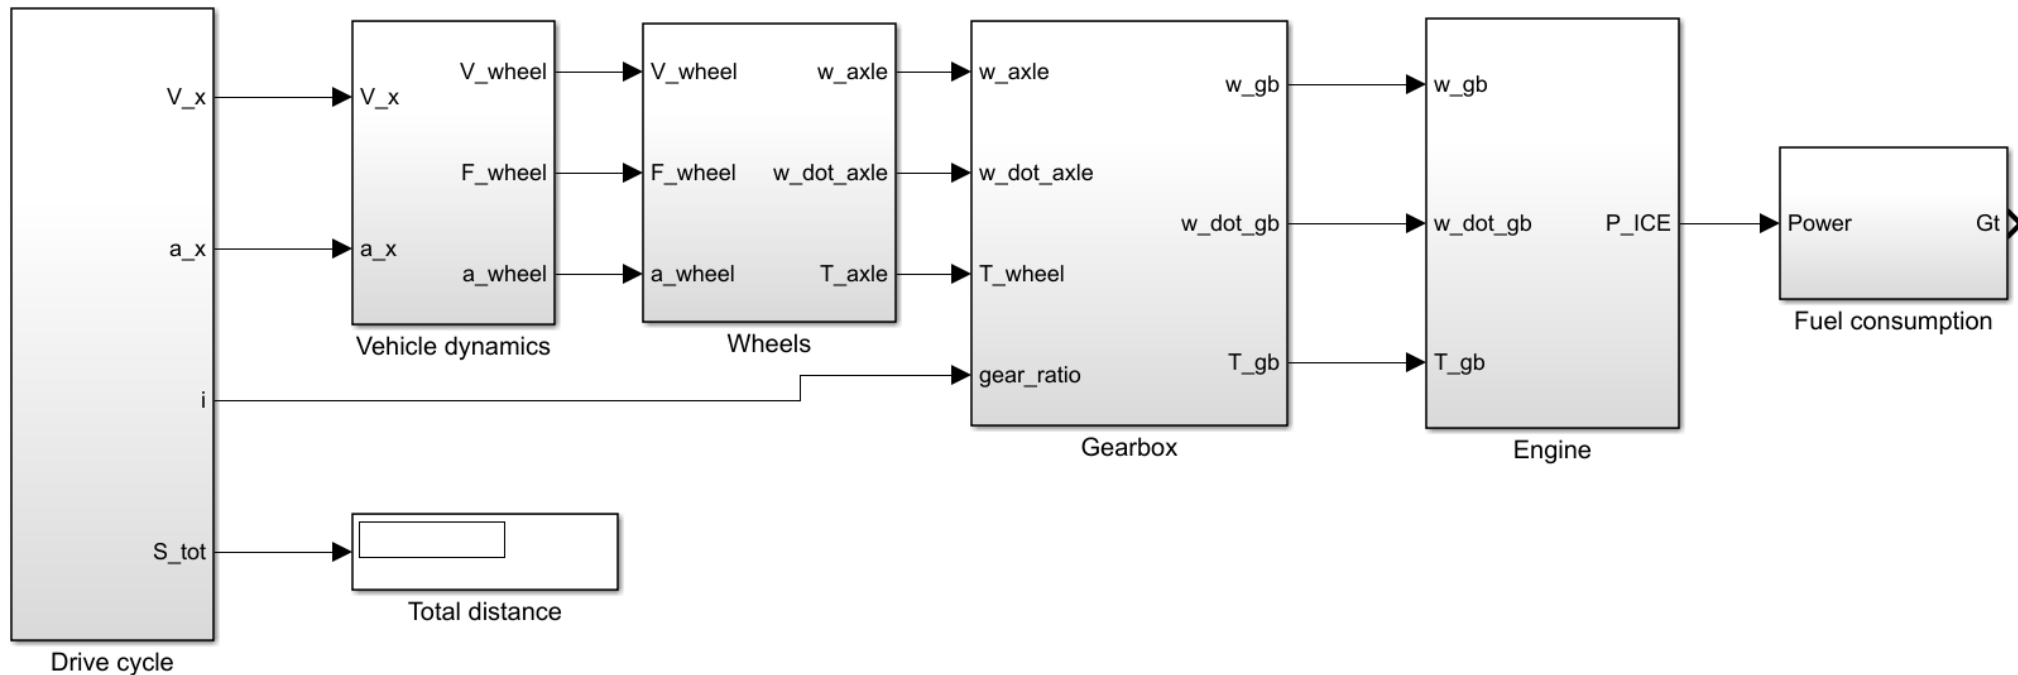 V_x
a_x
i
S_tot
Drive cycle
V_x
a_x
V_wheel
F_wheel
a_wheel
Vehicle dynamics
V_wheel
F_wheel
a_wheel
w_axle
w_dot_axle
T_axle
Wheels
w_axle
w_dot_axle
T_wheel
gear_ratio
w_gb
w_dot_gb
T_gb
Gearbox
w_gb
w_dot_gb
T_gb
P_ICE
Engine
Power
Gt
Fuel consumption
Total distance